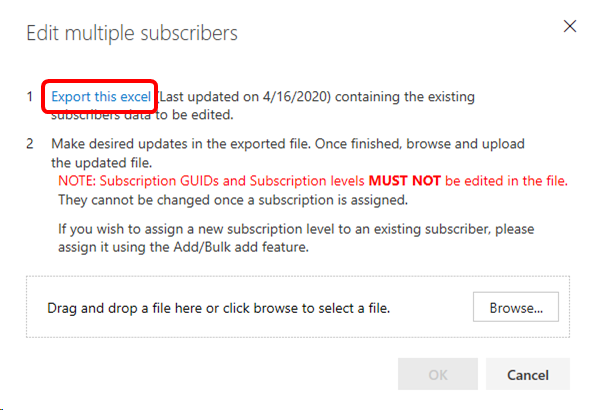 Edit multiple subscribers
1 Export this excel (Last updated on 4/16/2020) containing the existing
subscribers data to be edited.
2 Make desired updates in the exported file. Once finished, browse and upload
the updated file.
NOTE: Subscription GUIDs and Subscription levels MUST NOT be edited in the file.
They cannot be changed once a subscription is assigned.
If you wish to assign a new subscription level to an existing subscriber, please
assign it using the Add/Bulk add feature.
Drag and drop a file here or click browse to select a file.
Browse...
OK
Cancel